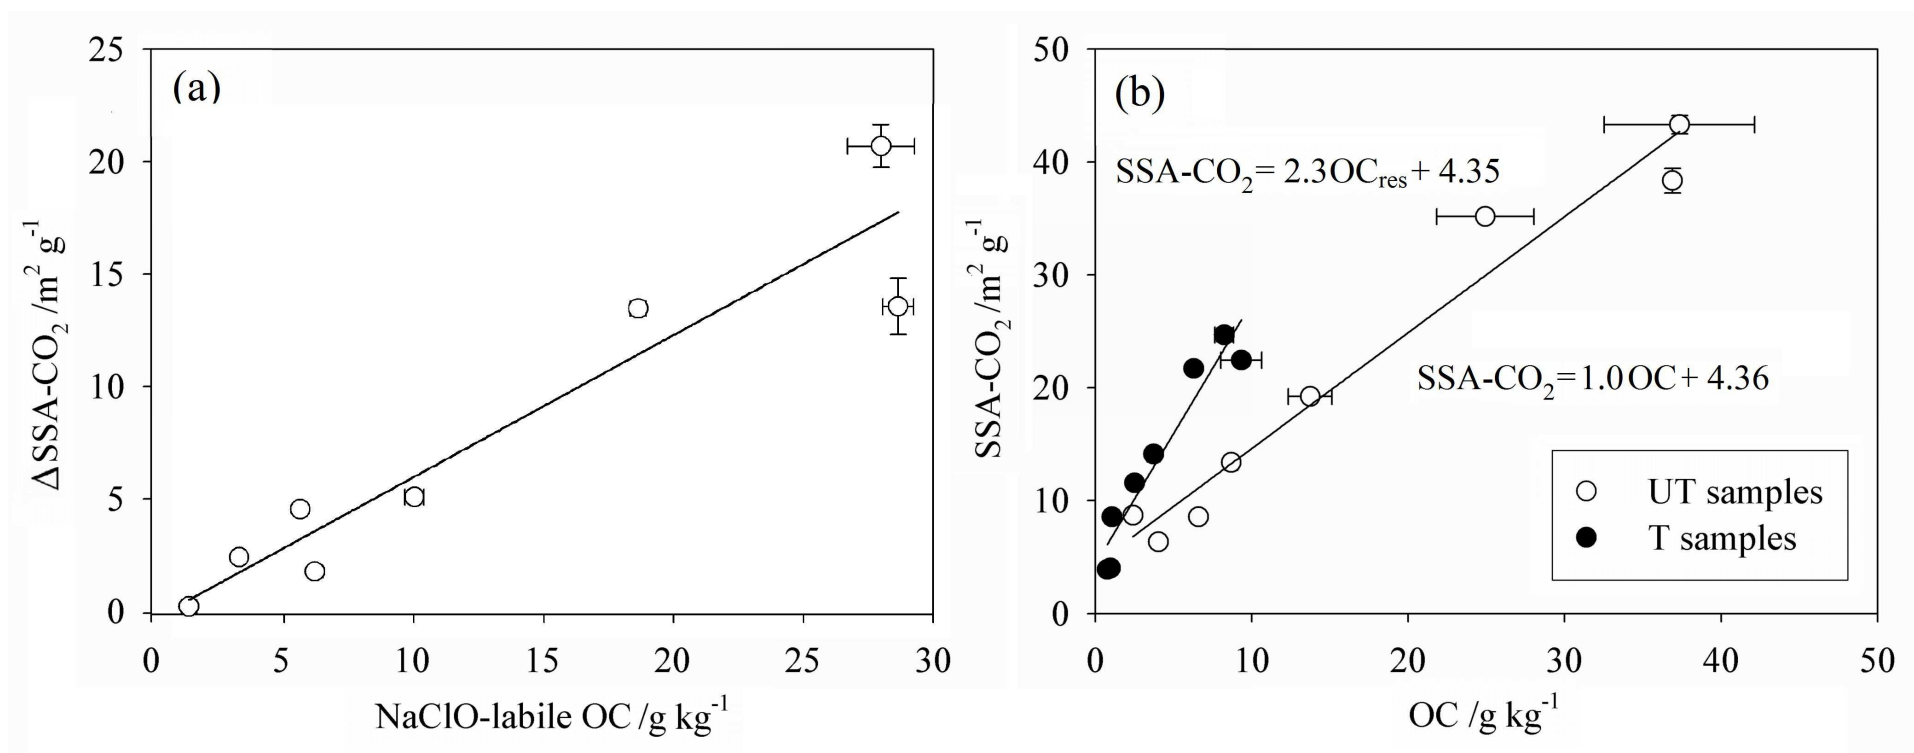 (a)
25
20
15
10
5
0
ΔSSA-CO₂ /m² g⁻¹
0 5 10 15 20 25 30
NaClO-labile OC /g kg⁻¹
(b)
50
40
30
20
10
0
SSA-CO₂ /m² g⁻¹
SSA-CO₂= 2.3OCres+ 4.35
SSA-CO₂=1.0OC+ 4.36
UT samples
T samples
0 10 20 30 40 50
OC /g kg⁻¹